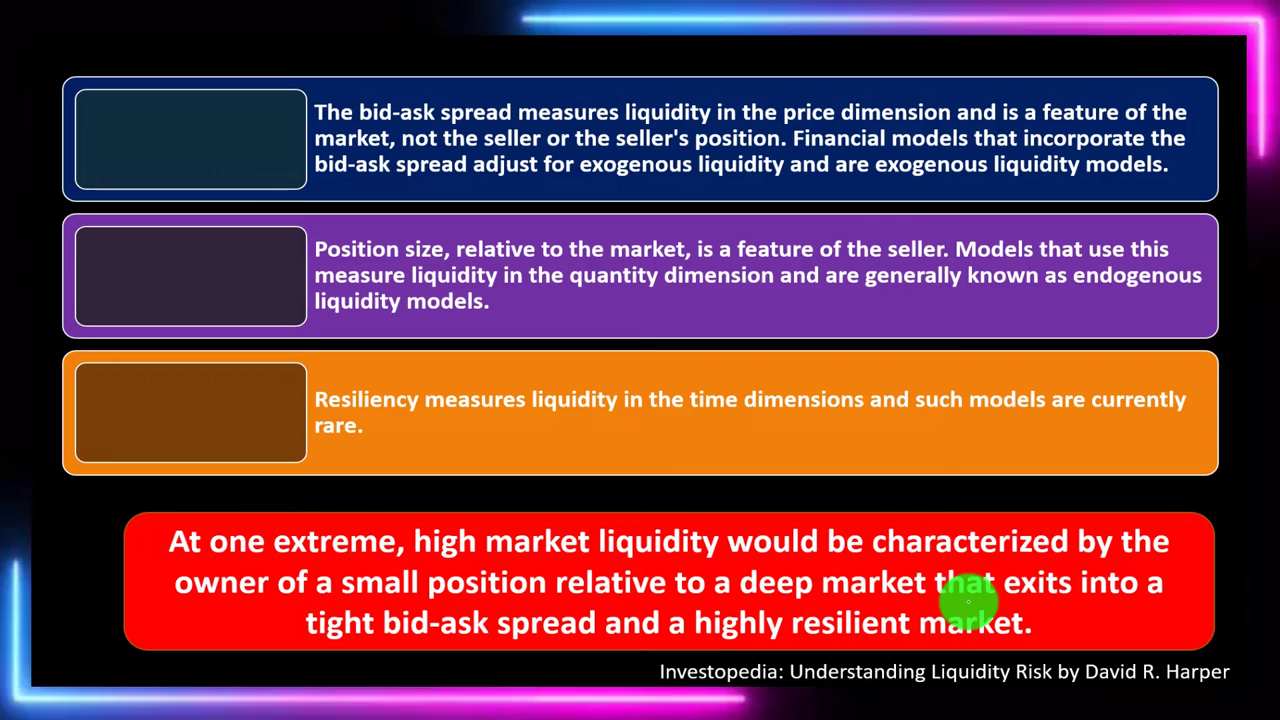 The bid-ask spread measures liquidity in the price dimension and is a feature of the
market, not the seller or the seller's position. Financial models that incorporate the
bid-ask spread adjust for exogenous liquidity and are exogenous liquidity models.
Position size, relative to the market, is a feature of the seller. Models that use this
measure liquidity in the quantity dimension and are generally known as endogenous
liquidity models.
Resiliency measures liquidity in the time dimensions and such models are currently
rare.
At one extreme, high market liquidity would be characterized by the
owner of a small position relative to a deep market that exits into a
tight bid-ask spread and a highly resilient market.
Investopedia: Understanding Liquidity Risk by David R. Harper